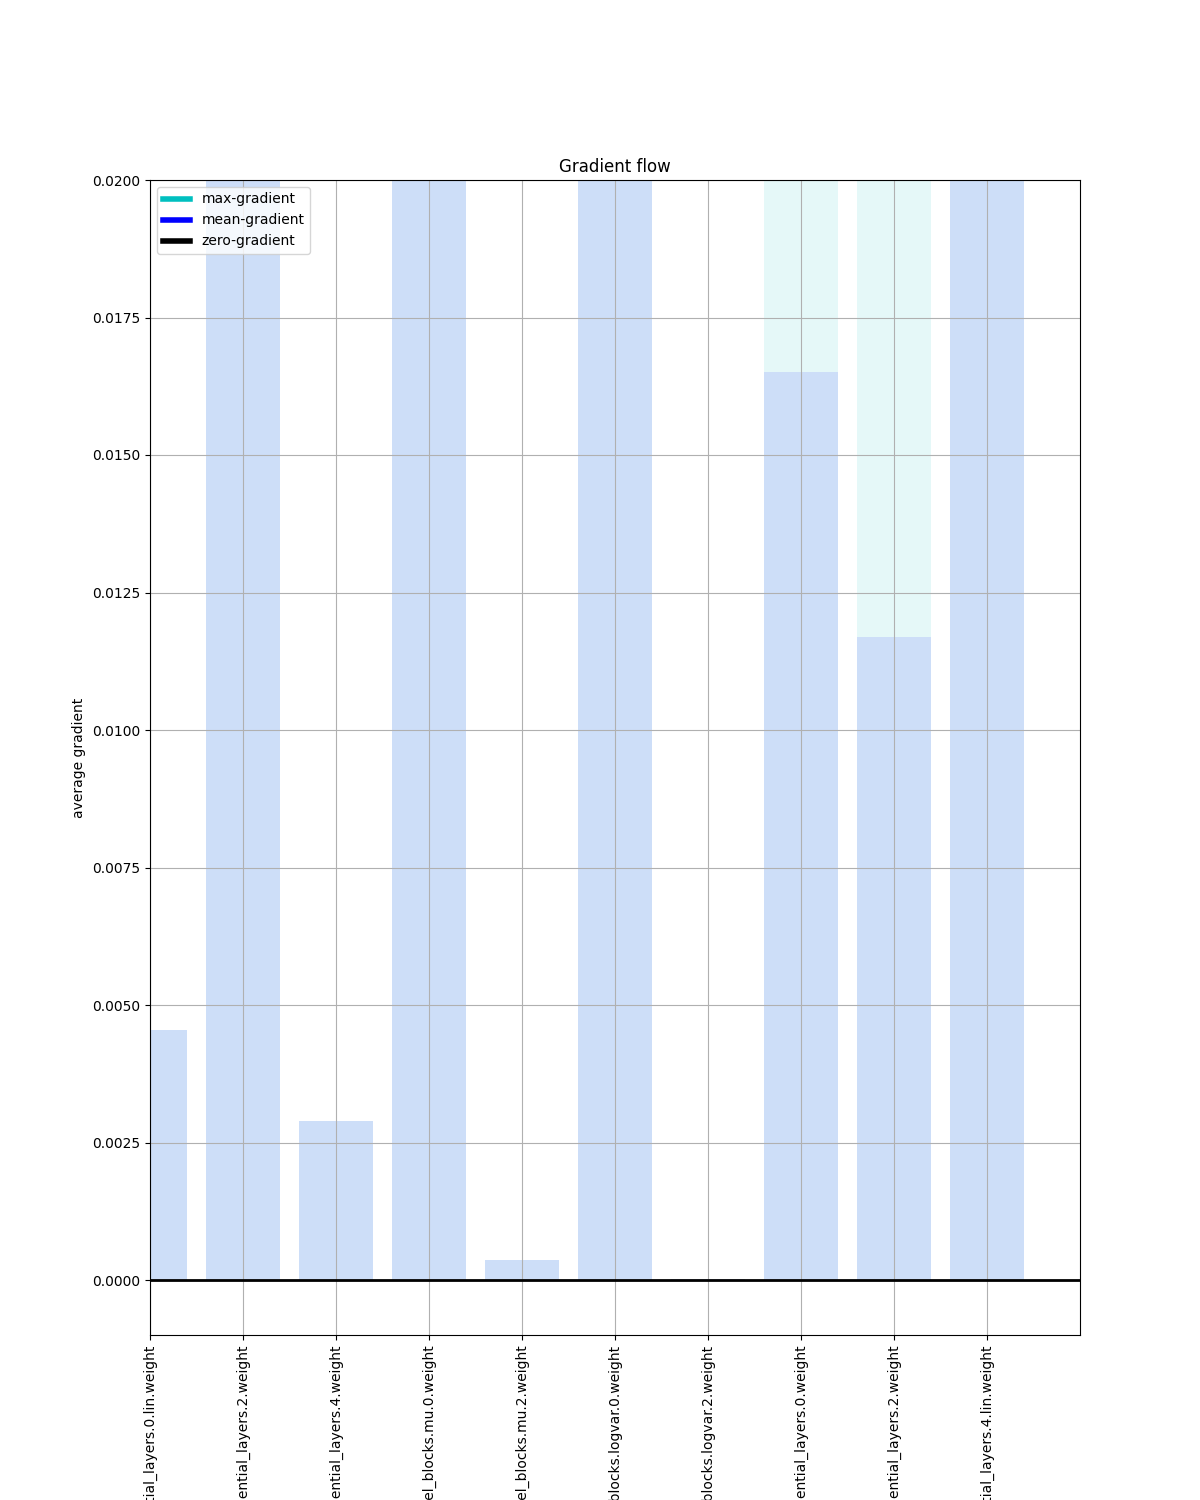 Gradient flow
max-gradient
mean-gradient
zero-gradient
0.0200
0.0175
0.0150
0.0125
0.0100
0.0075
0.0050
0.0025
0.0000
average gradient
tial_layers.0.lin.weight
ential_layers.2.weight
ential_layers.4.weight
el_blocks.mu.0.weight
el_blocks.mu.2.weight
blocks.logvar.0.weight
blocks.logvar.2.weight
ential_layers.0.weight
ential_layers.2.weight
tial_layers.4.lin.weight